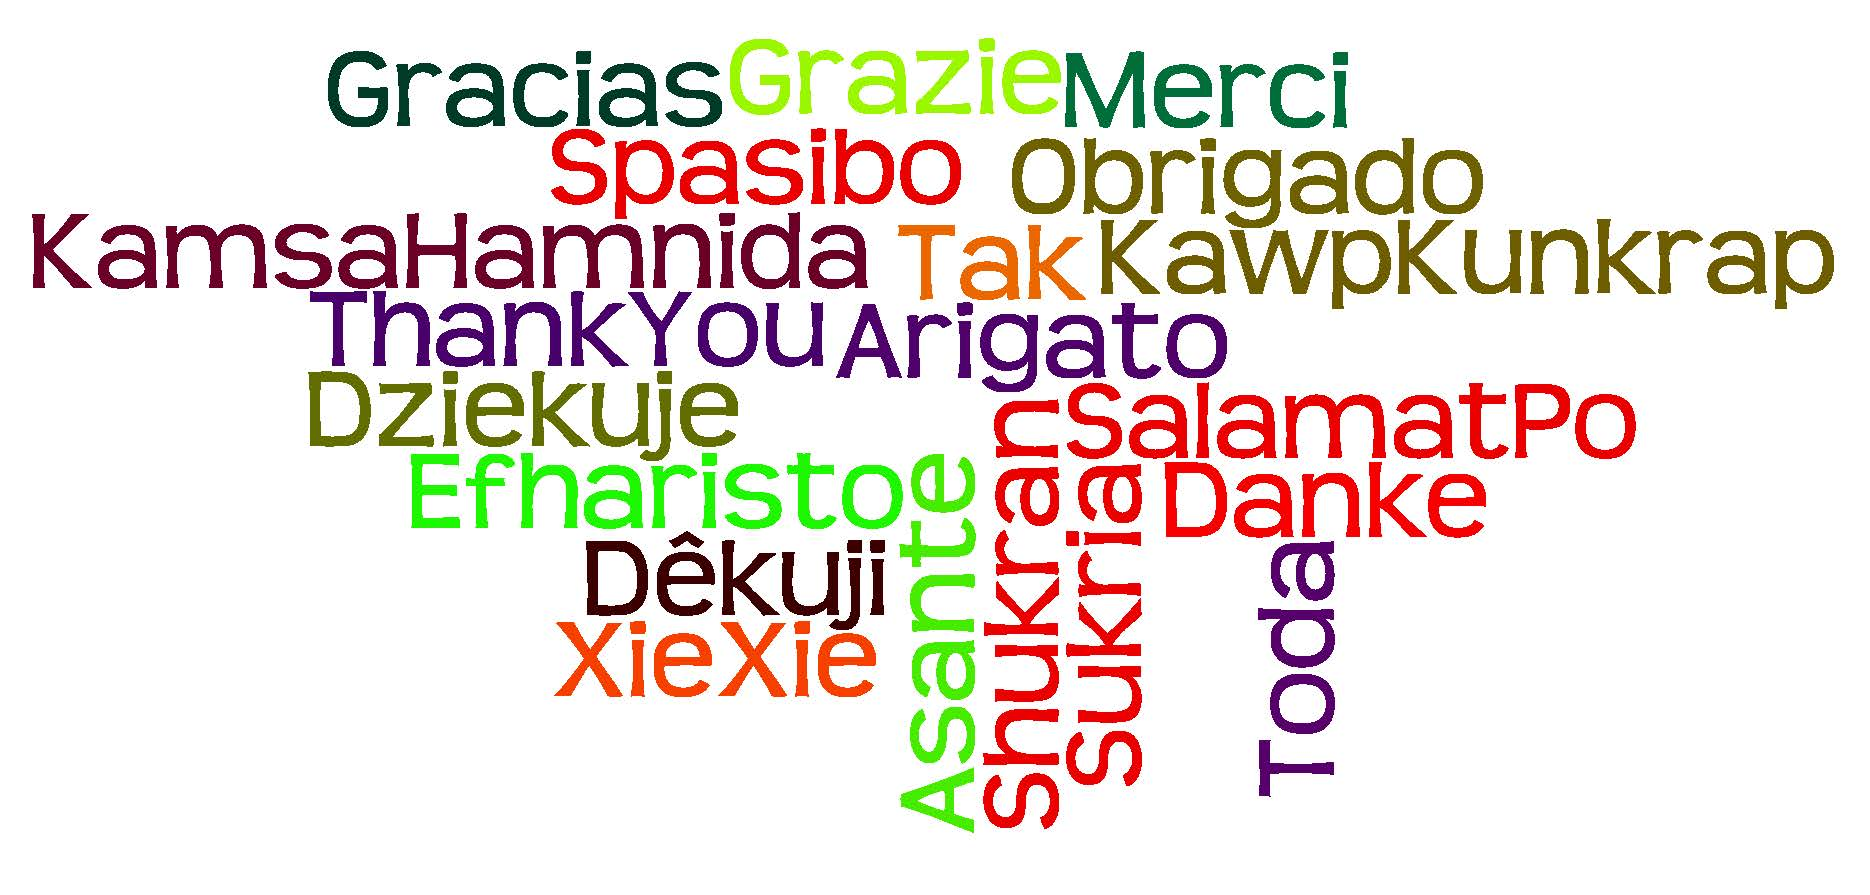 Gracias Grazie Merci
Spasibo Obrigado
KamsaHamnida Tak KawpKunkrap
ThankYou Arigato
Dziekuje SalamatPo
Efharisto Danke
Dêkuji
XieXie
Asante
Shukran
Sukria
Toda